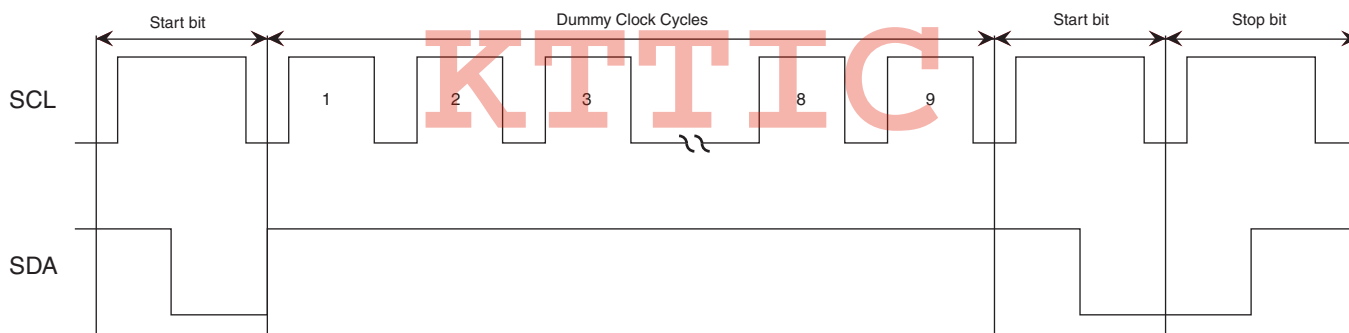 Start bit
Dummy Clock Cycles
Start bit
Stop bit
KTTIC
SCL
1
2
3
8
9
SDA